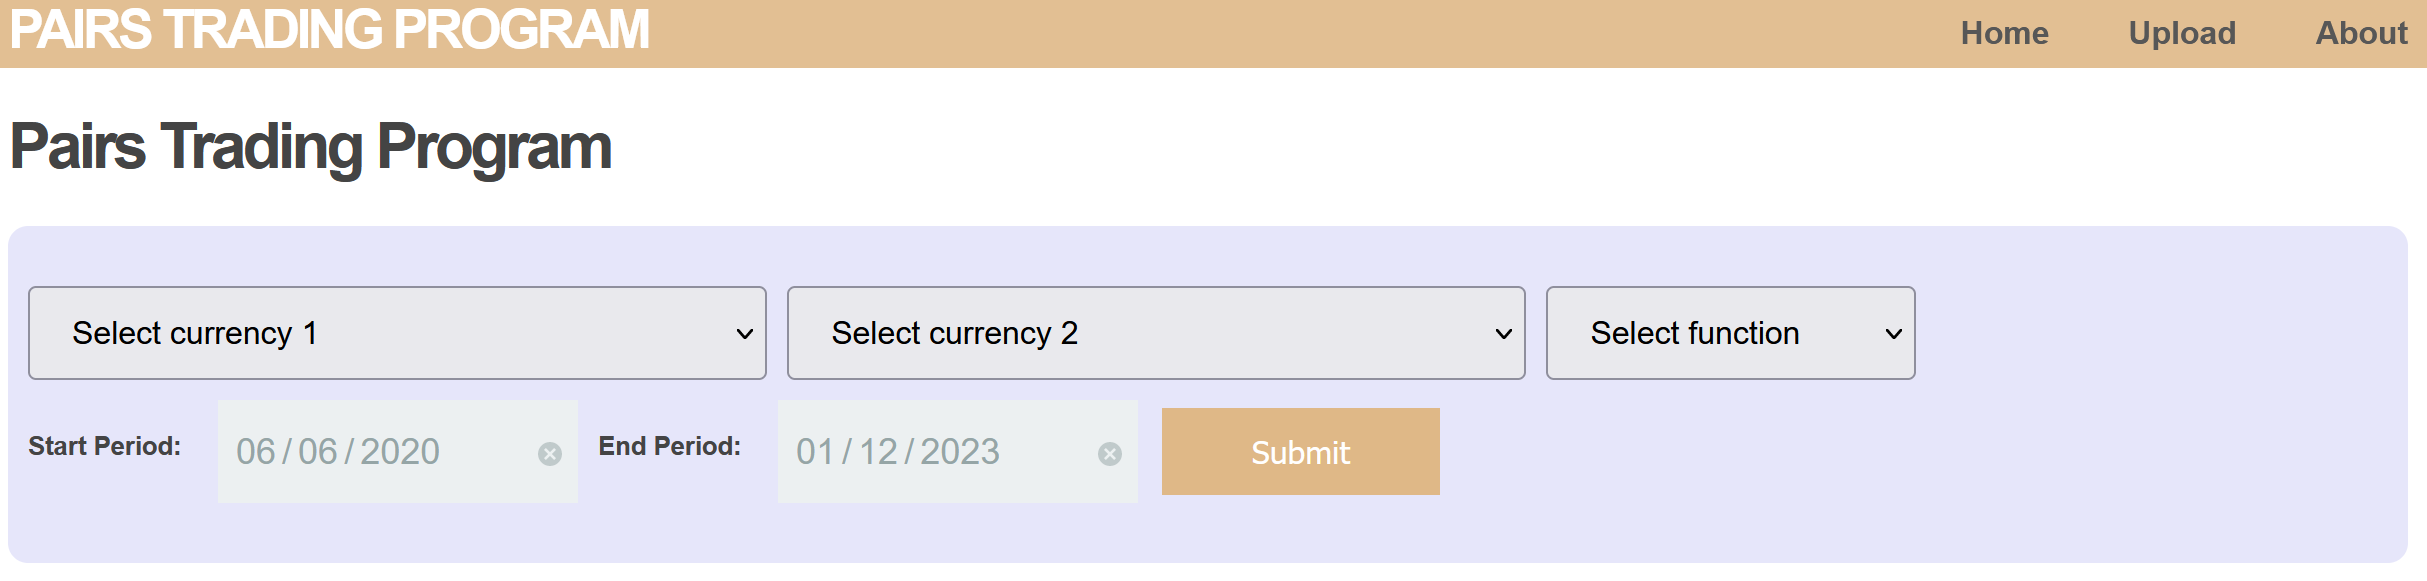 PAIRS TRADING PROGRAM Home Upload About
Pairs Trading Program
Select currency 1 Select currency 2 Select function
Start Period: 06/06/2020 End Period: 01/12/2023 Submit